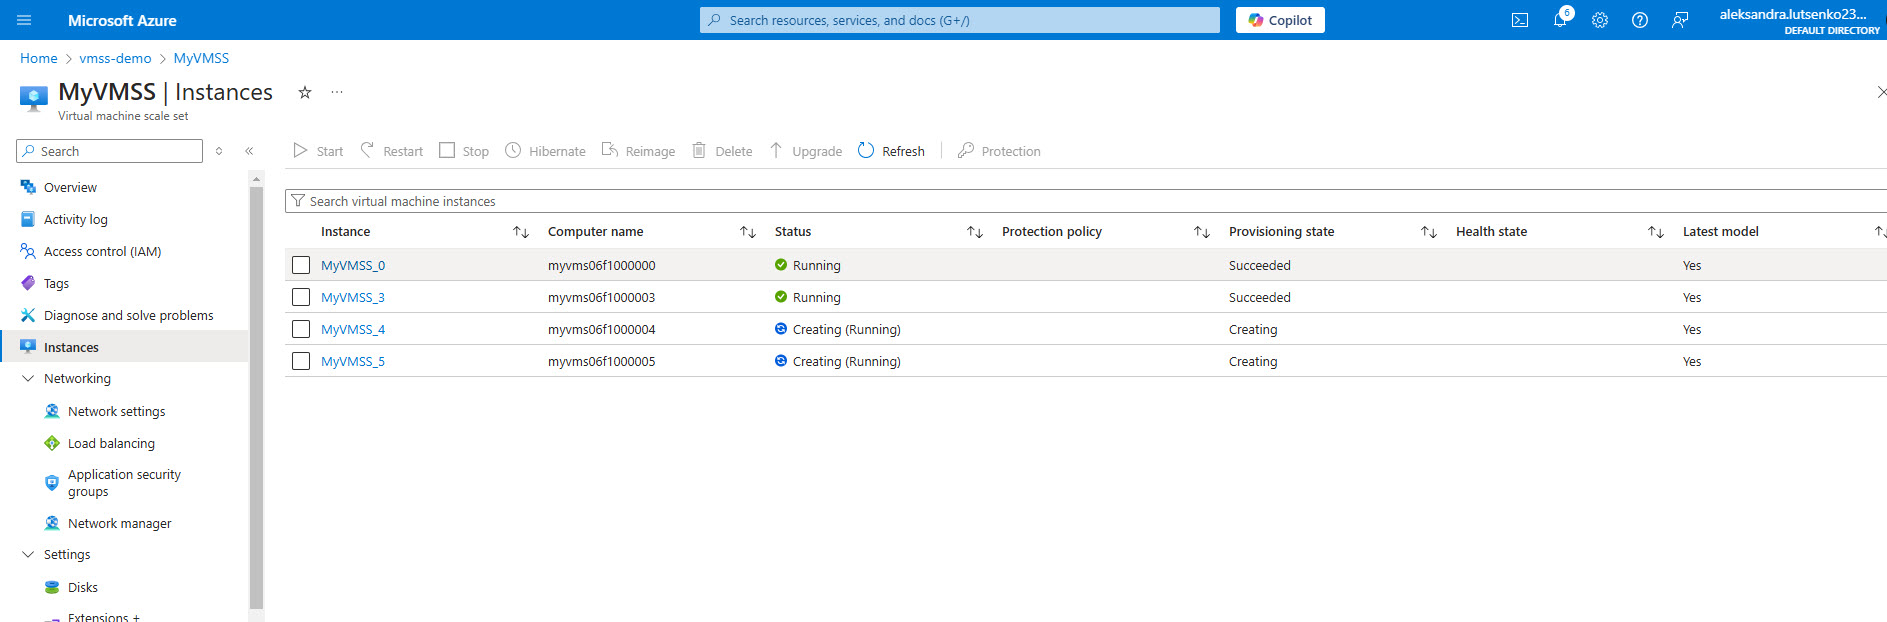 Microsoft Azure
Search resources, services, and docs (G+/)
Copilot
6
aleksandra.lutsenko23...
DEFAULT DIRECTORY
Home > vmss-demo > MyVMSS
MyVMSS | Instances
Virtual machine scale set
Search
Start Restart Stop Hibernate Reimage Delete Upgrade Refresh Protection
Overview
Activity log
Access control (IAM)
Tags
Diagnose and solve problems
Instances
Networking
Network settings
Load balancing
Application security
groups
Network manager
Settings
Disks
Extensions +
Search virtual machine instances
Instance Computer name Status Protection policy Provisioning state Health state Latest model
MyVMSS_0 myvms06f1000000 Running Succeeded Yes
MyVMSS_3 myvms06f1000003 Running Succeeded Yes
MyVMSS_4 myvms06f1000004 Creating (Running) Creating Yes
MyVMSS_5 myvms06f1000005 Creating (Running) Creating Yes